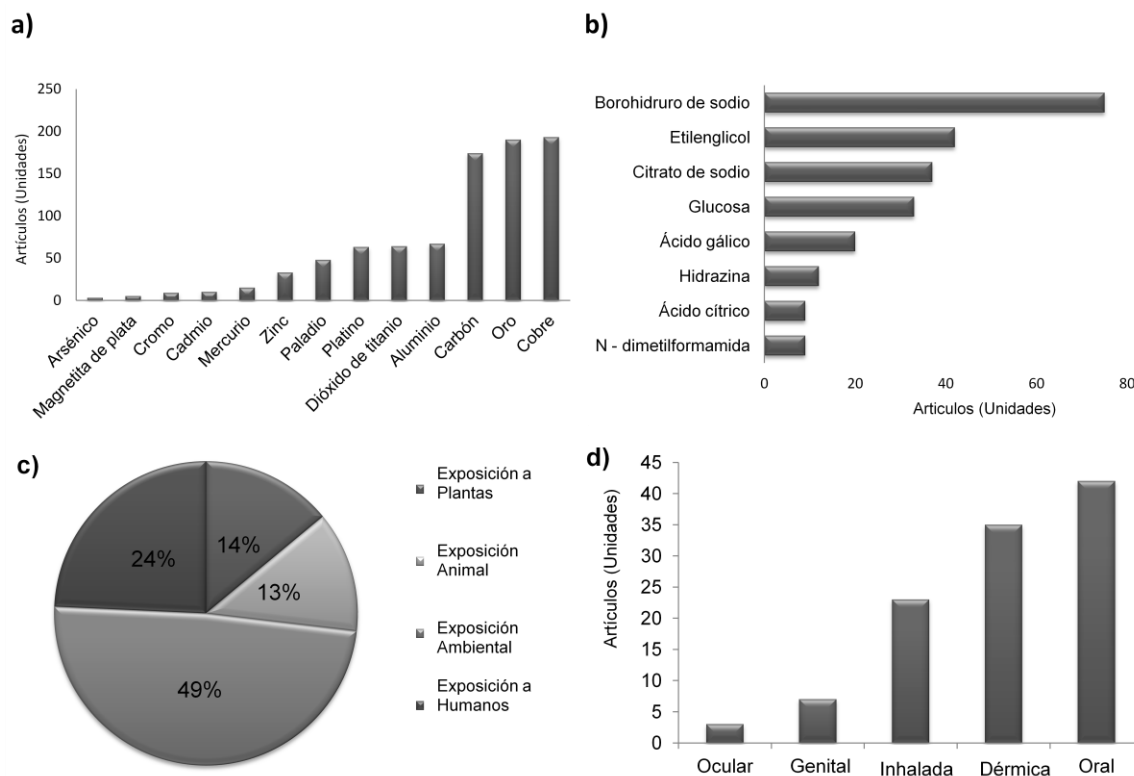 a)
Artículos (Unidades)
250
200
150
100
50
0
Arsénico
Magnetita de plata
Cromo
Cadmio
Mercurio
Zinc
Paladio
Platino
Dióxido de titanio
Aluminio
Carbón
Oro
Cobre
b)
Borohidruro de sodio
Etilenglicol
Citrato de sodio
Glucosa
Ácido gálico
Hidrazina
Ácido cítrico
N - dimetilformamida
0 20 40 60 80
Articulos (Unidades)
c)
24%
14%
13%
49%
Exposición a
Plantas
Exposición
Animal
Exposición
Ambiental
Exposición a
Humanos
d)
Artículos (Unidades)
45
40
35
30
25
20
15
10
5
0
Ocular Genital Inhalada Dérmica Oral